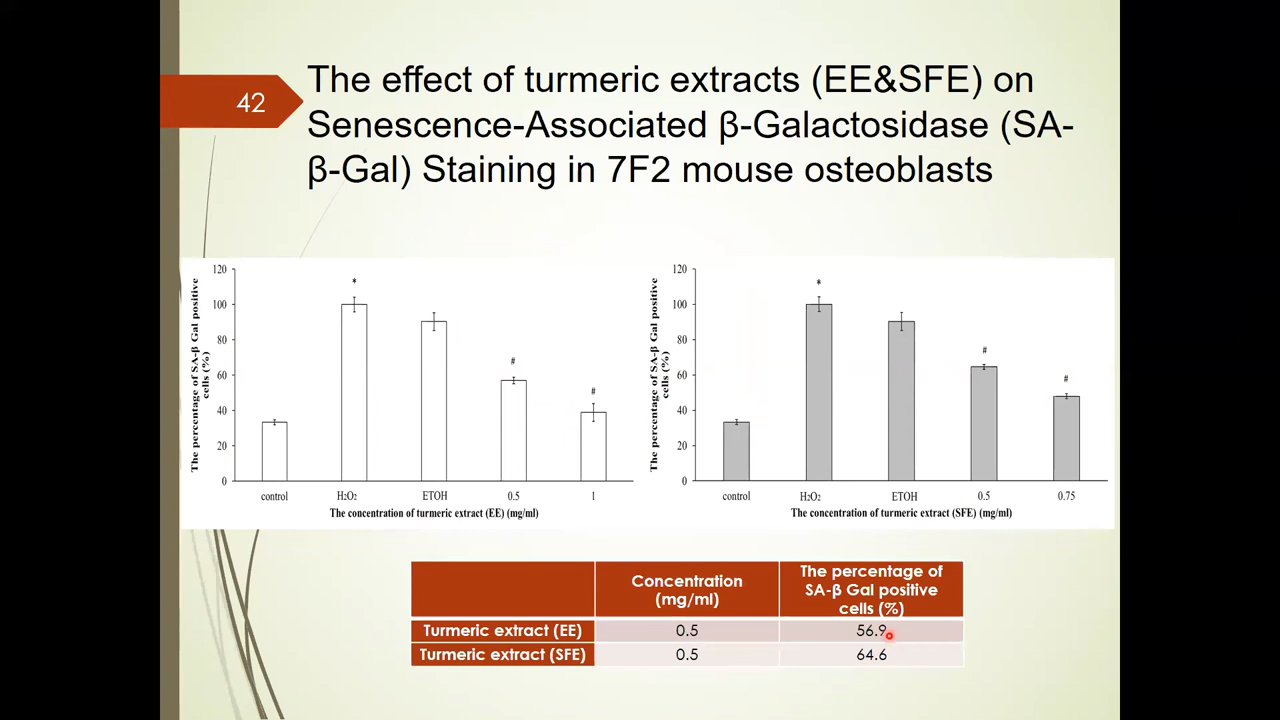 42
The effect of turmeric extracts (EE&SFE) on
Senescence-Associated β-Galactosidase (SA-
β-Gal) Staining in 7F2 mouse osteoblasts
The percentage of SA-β Gal positive
cells (%)
120
100
80
60
40
20
0
*
#
#
control
H₂O₂
ETOH
0.5
1
The concentration of turmeric extract (EE) (mg/ml)
The percentage of SA-β Gal positive
cells (%)
120
100
80
60
40
20
0
*
#
#
control
H₂O₂
ETOH
0.5
0.75
The concentration of turmeric extract (SFE) (mg/ml)
Concentration
(mg/ml)
The percentage of
SA-β Gal positive
cells (%)
Turmeric extract (EE) 0.5 56.9
Turmeric extract (SFE) 0.5 64.6